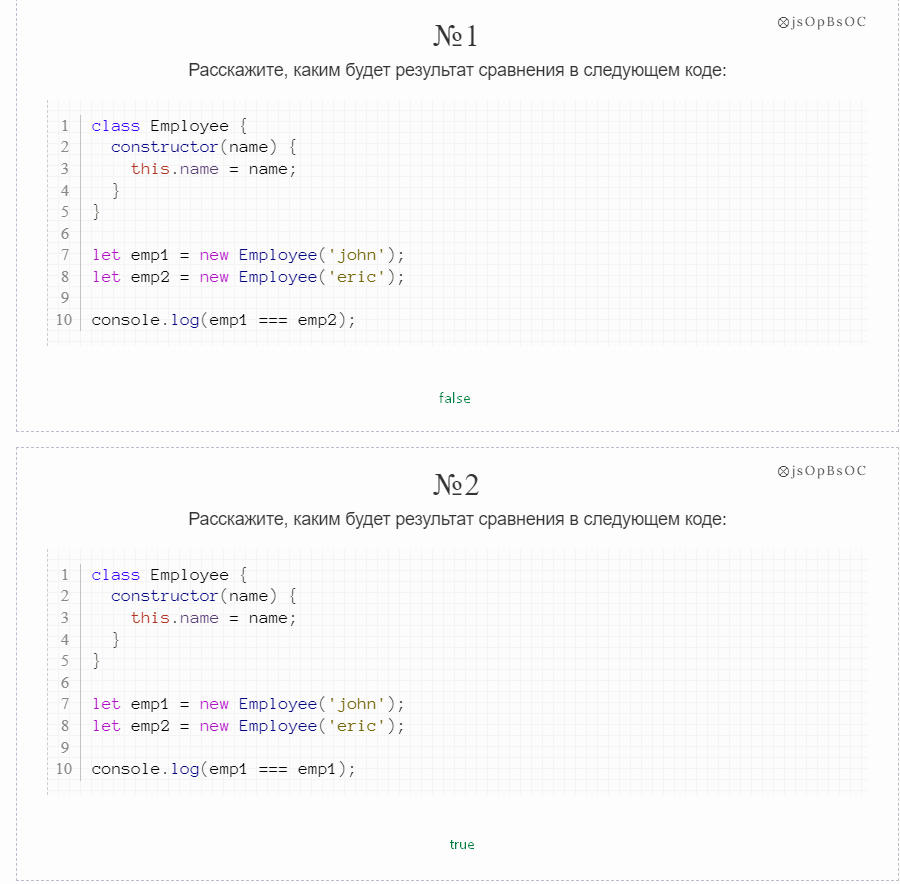 ⊗jsOpBsOC
№1
Расскажите, каким будет результат сравнения в следующем коде:
1 class Employee {
2   constructor(name) {
3     this.name = name;
4   }
5 }
6
7 let emp1 = new Employee('john');
8 let emp2 = new Employee('eric');
9
10 console.log(emp1 === emp2);
false
⊗jsOpBsOC
№2
Расскажите, каким будет результат сравнения в следующем коде:
1 class Employee {
2   constructor(name) {
3     this.name = name;
4   }
5 }
6
7 let emp1 = new Employee('john');
8 let emp2 = new Employee('eric');
9
10 console.log(emp1 === emp1);
true